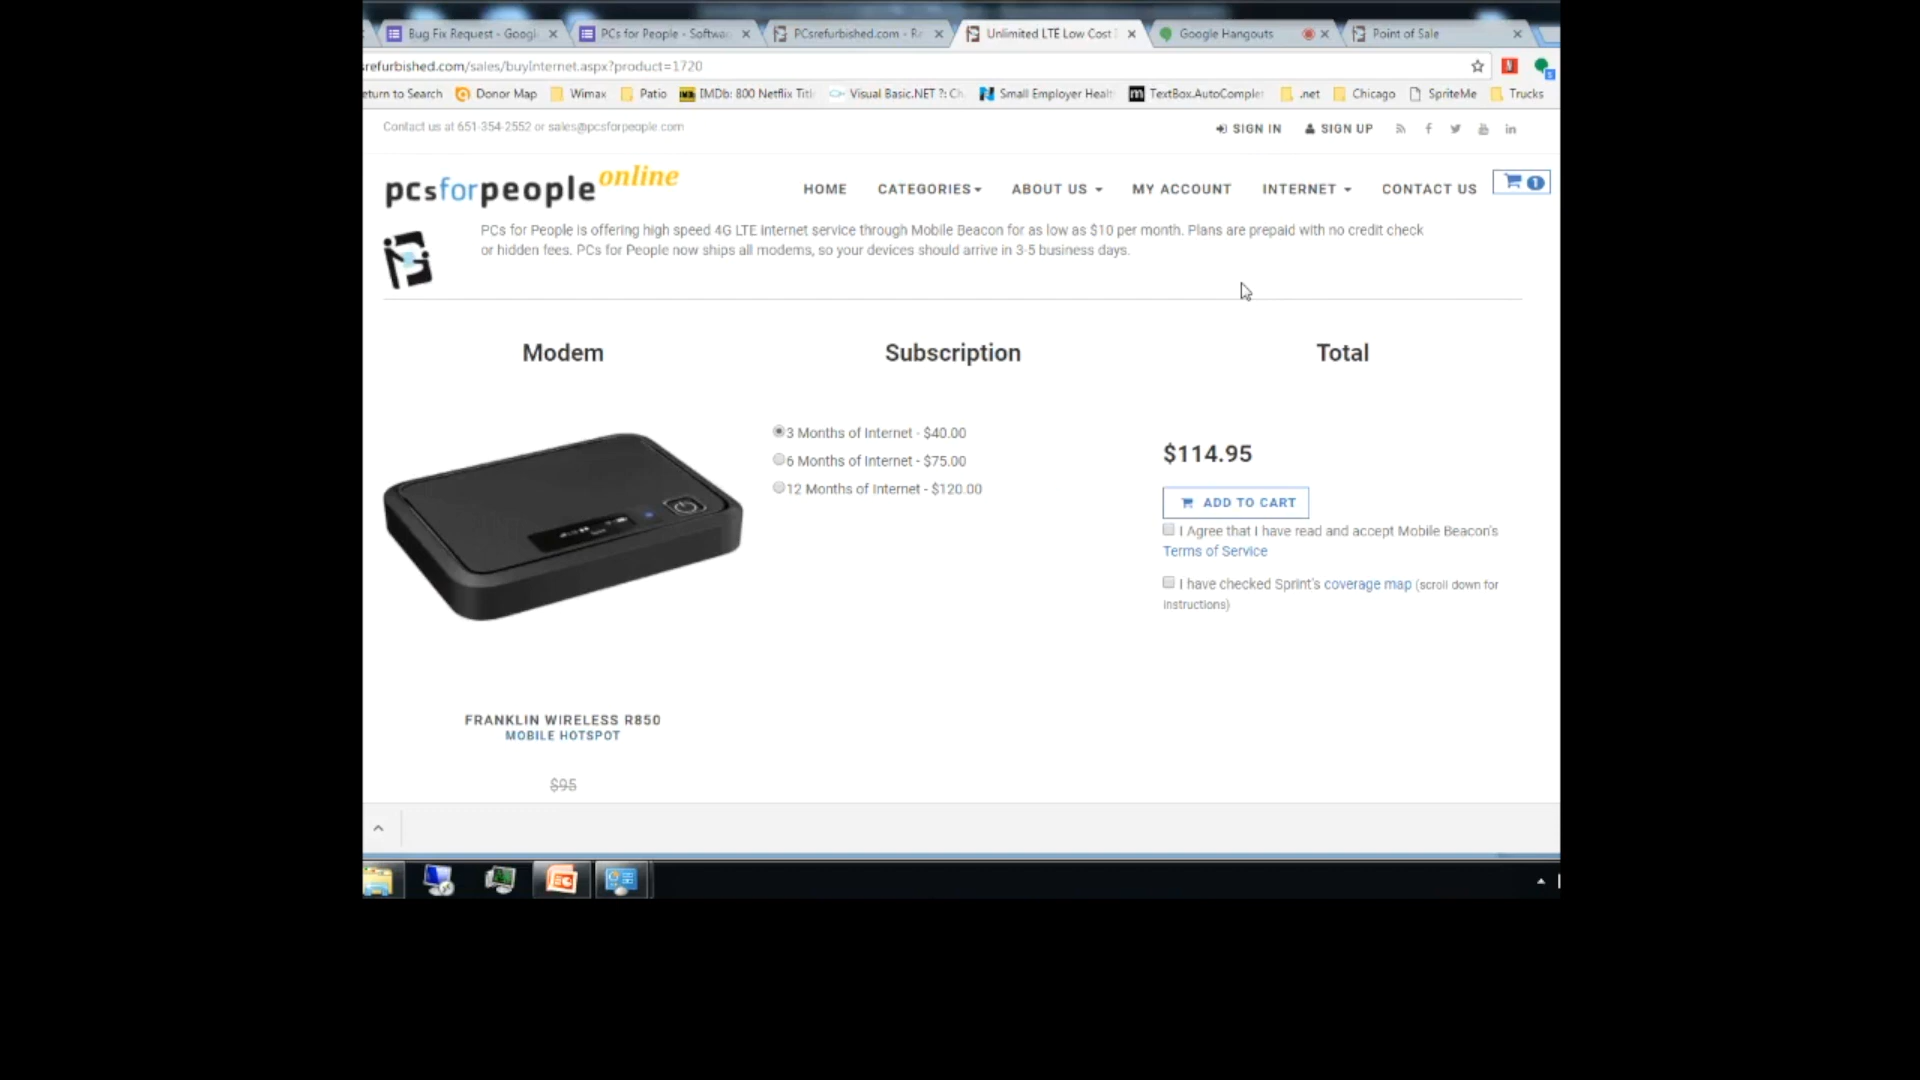 Bug Fix Request - Googl
PCs for People - Softwa
PCsrefurbished.com - Re
Unlimited LTE Low Cost
Google Hangouts
Point of Sale
refurbished.com/sales/buyInternet.aspx?product=1720
eturn to Search
Donor Map
Wimax
Patio
IMDb: 800 Netflix Titl
Visual Basic.NET ?: Ch
Small Employer Healt
TextBox.AutoComplet
.net
Chicago
SpriteMe
Trucks
Contact us at 651-354-2552 or sales@pcsforpeople.com
SIGN IN
SIGN UP
pcsforpeople online
HOME
CATEGORIES
ABOUT US
MY ACCOUNT
INTERNET
CONTACT US
1
PCs for People is offering high speed 4G LTE Internet service through Mobile Beacon for as low as $10 per month. Plans are prepaid with no credit check
or hidden fees. PCs for People now ships all modems, so your devices should arrive in 3-5 business days.
Modem
Subscription
Total
3 Months of Internet - $40.00
6 Months of Internet - $75.00
12 Months of Internet - $120.00
$114.95
ADD TO CART
I Agree that I have read and accept Mobile Beacon's
Terms of Service
I have checked Sprint's coverage map (scroll down for
instructions)
FRANKLIN WIRELESS R850
MOBILE HOTSPOT
$95